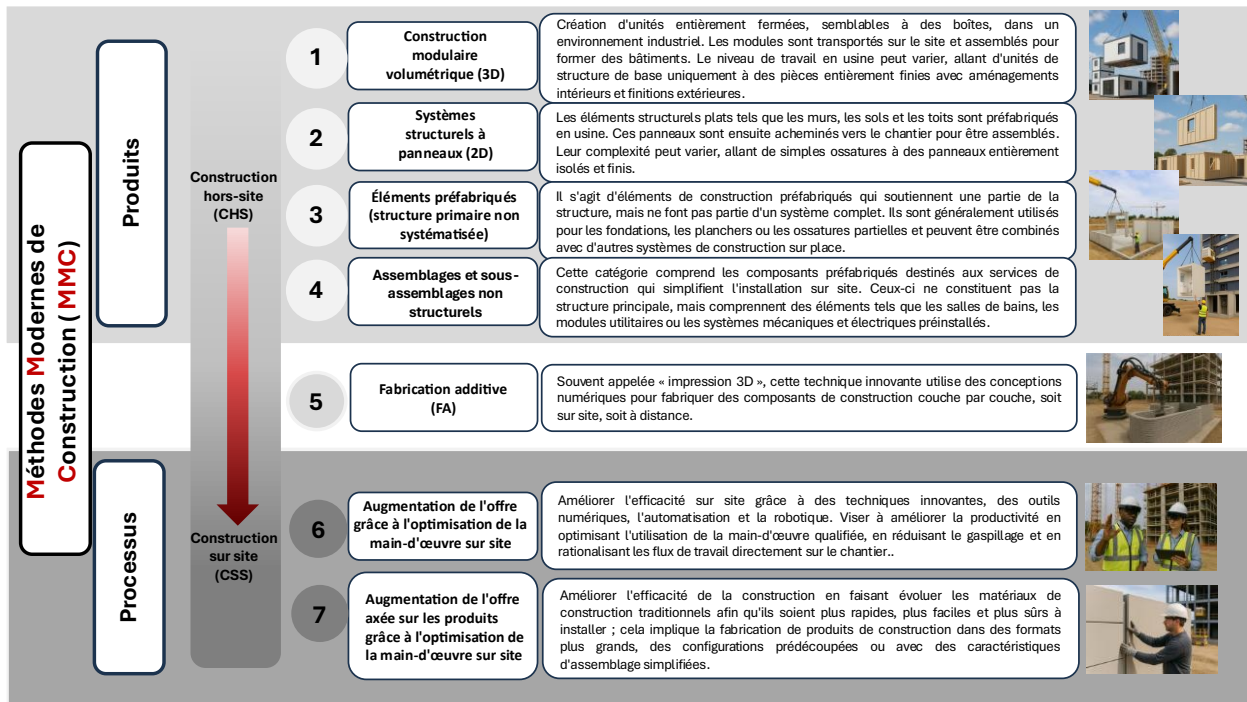 Méthodes Modernes de
Construction ( MMC)
Produits
Construction
hors-site
(CHS)
1
Construction
modulaire
volumétrique (3D)
Création d'unités entièrement fermées, semblables à des boîtes, dans un
environnement industriel. Les modules sont transportés sur le site et assemblés pour
former des bâtiments. Le niveau de travail en usine peut varier, allant d'unités de
structure de base uniquement à des pièces entièrement finies avec aménagements
intérieurs et finitions extérieures.
2
Systèmes
structurels à
panneaux (2D)
Les éléments structurels plats tels que les murs, les sols et les toits sont préfabriqués
en usine. Ces panneaux sont ensuite acheminés vers le chantier pour être assemblés.
Leur complexité peut varier, allant de simples ossatures à des panneaux entièrement
isolés et finis.
3
Éléments préfabriqués
(structure primaire non
systématisée)
Il s'agit d'éléments de construction préfabriqués qui soutiennent une partie de la
structure, mais ne font pas partie d'un système complet. Ils sont généralement utilisés
pour les fondations, les planchers ou les ossatures partielles et peuvent être combinés
avec d'autres systèmes de construction sur place.
4
Assemblages et sous-
assemblages non
structurels
Cette catégorie comprend les composants préfabriqués destinés aux services de
construction qui simplifient l'installation sur site. Ceux-ci ne constituent pas la
structure principale, mais comprennent des éléments tels que les salles de bains, les
modules utilitaires ou les systèmes mécaniques et électriques préinstallés.
5
Fabrication additive
(FA)
Souvent appelée « impression 3D », cette technique innovante utilise des conceptions
numériques pour fabriquer des composants de construction couche par couche, soit
sur site, soit à distance.
Processus
Construction
sur site
(CSS)
6
Augmentation de l'offre
grâce à l'optimisation de la
main-d'œuvre sur site
Améliorer l'efficacité sur site grâce à des techniques innovantes, des outils
numériques, l'automatisation et la robotique. Viser à améliorer la productivité en
optimisant l'utilisation de la main-d'œuvre qualifiée, en réduisant le gaspillage et en
rationalisant les flux de travail directement sur le chantier..
7
Augmentation de l'offre
axée sur les produits
grâce à l'optimisation de
la main-d'œuvre sur site
Améliorer l'efficacité de la construction en faisant évoluer les matériaux de
construction traditionnels afin qu'ils soient plus rapides, plus faciles et plus sûrs à
installer ; cela implique la fabrication de produits de construction dans des formats
plus grands, des configurations prédécoupées ou avec des caractéristiques
d'assemblage simplifiées.